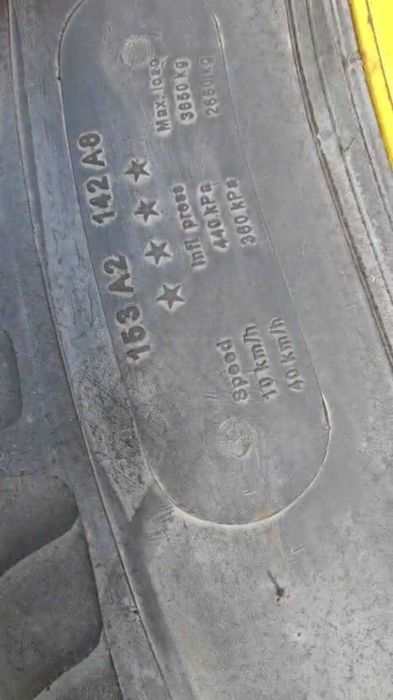 153 A2 142 A8
★ ★ ★ ★
Speed Infl press Max. load
10 km/h 440 kPa 3650 kg
40 km/h 360 kPa 2650 kg